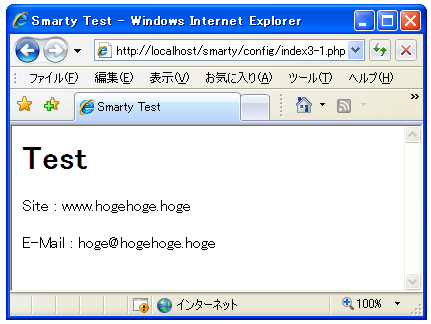 Smarty Test - Windows Internet Explorer
http://localhost/smarty/config/index3-1.php
ファイル(F) 編集(E) 表示(V) お気に入り(A) ツール(T) ヘルプ(H)
Smarty Test
Test
Site : www.hogehoge.hoge
E-Mail : hoge@hogehoge.hoge
インターネット 100%